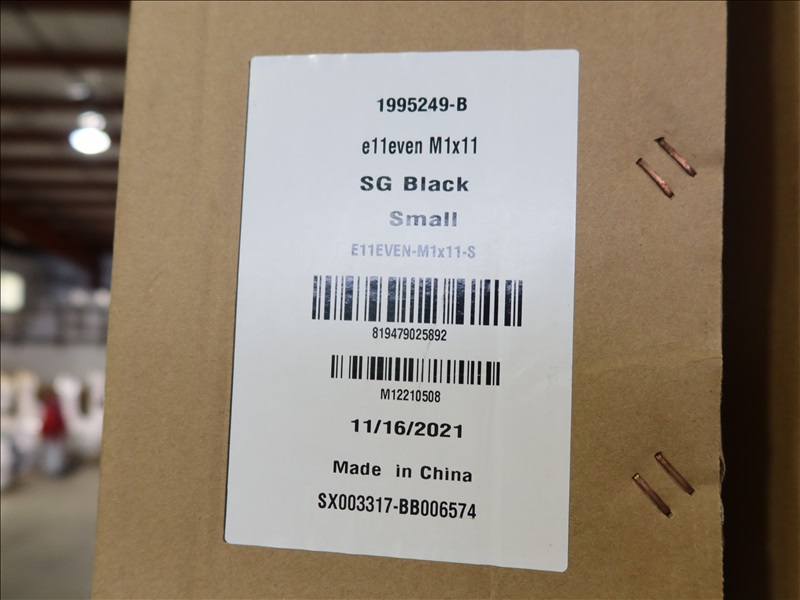 1995249-B
e11even M1x11
SG Black
Small
E11EVEN-M1x11-S
819479025892
M12210508
11/16/2021
Made in China
SX003317-BB006574